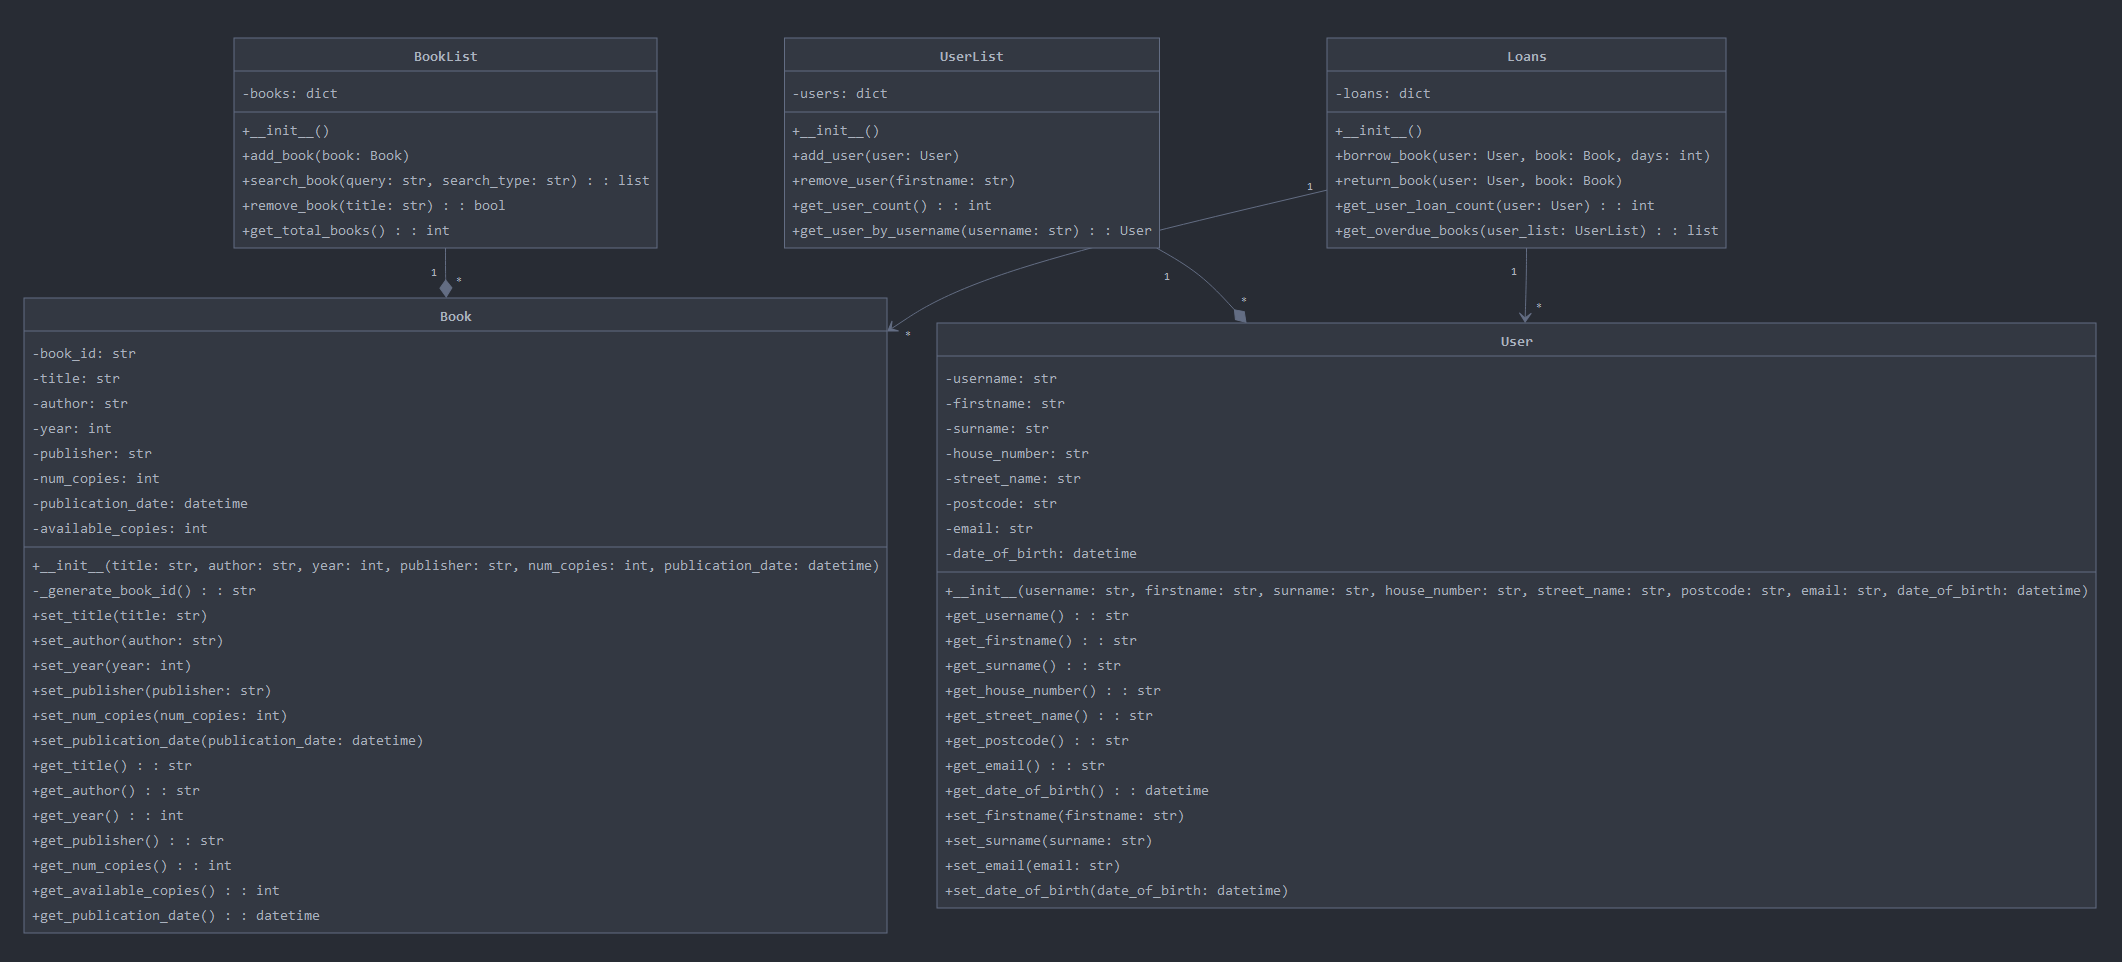 BookList
-books: dict
+__init__()
+add_book(book: Book)
+search_book(query: str, search_type: str) : : list
+remove_book(title: str) : : bool
+get_total_books() : : int
UserList
-users: dict
+__init__()
+add_user(user: User)
+remove_user(firstname: str)
+get_user_count() : : int
+get_user_by_username(username: str) : : User
Loans
-loans: dict
+__init__()
+borrow_book(user: User, book: Book, days: int)
+return_book(user: User, book: Book)
+get_user_loan_count(user: User) : : int
+get_overdue_books(user_list: UserList) : : list
1
1
*
1
*
1
*
*
Book
-book_id: str
-title: str
-author: str
-year: int
-publisher: str
-num_copies: int
-publication_date: datetime
-available_copies: int
+__init__(title: str, author: str, year: int, publisher: str, num_copies: int, publication_date: datetime)
-_generate_book_id() : : str
+set_title(title: str)
+set_author(author: str)
+set_year(year: int)
+set_publisher(publisher: str)
+set_num_copies(num_copies: int)
+set_publication_date(publication_date: datetime)
+get_title() : : str
+get_author() : : str
+get_year() : : int
+get_publisher() : : str
+get_num_copies() : : int
+get_available_copies() : : int
+get_publication_date() : : datetime
User
-username: str
-firstname: str
-surname: str
-house_number: str
-street_name: str
-postcode: str
-email: str
-date_of_birth: datetime
+__init__(username: str, firstname: str, surname: str, house_number: str, street_name: str, postcode: str, email: str, date_of_birth: datetime)
+get_username() : : str
+get_firstname() : : str
+get_surname() : : str
+get_house_number() : : str
+get_street_name() : : str
+get_postcode() : : str
+get_email() : : str
+get_date_of_birth() : : datetime
+set_firstname(firstname: str)
+set_surname(surname: str)
+set_email(email: str)
+set_date_of_birth(date_of_birth: datetime)